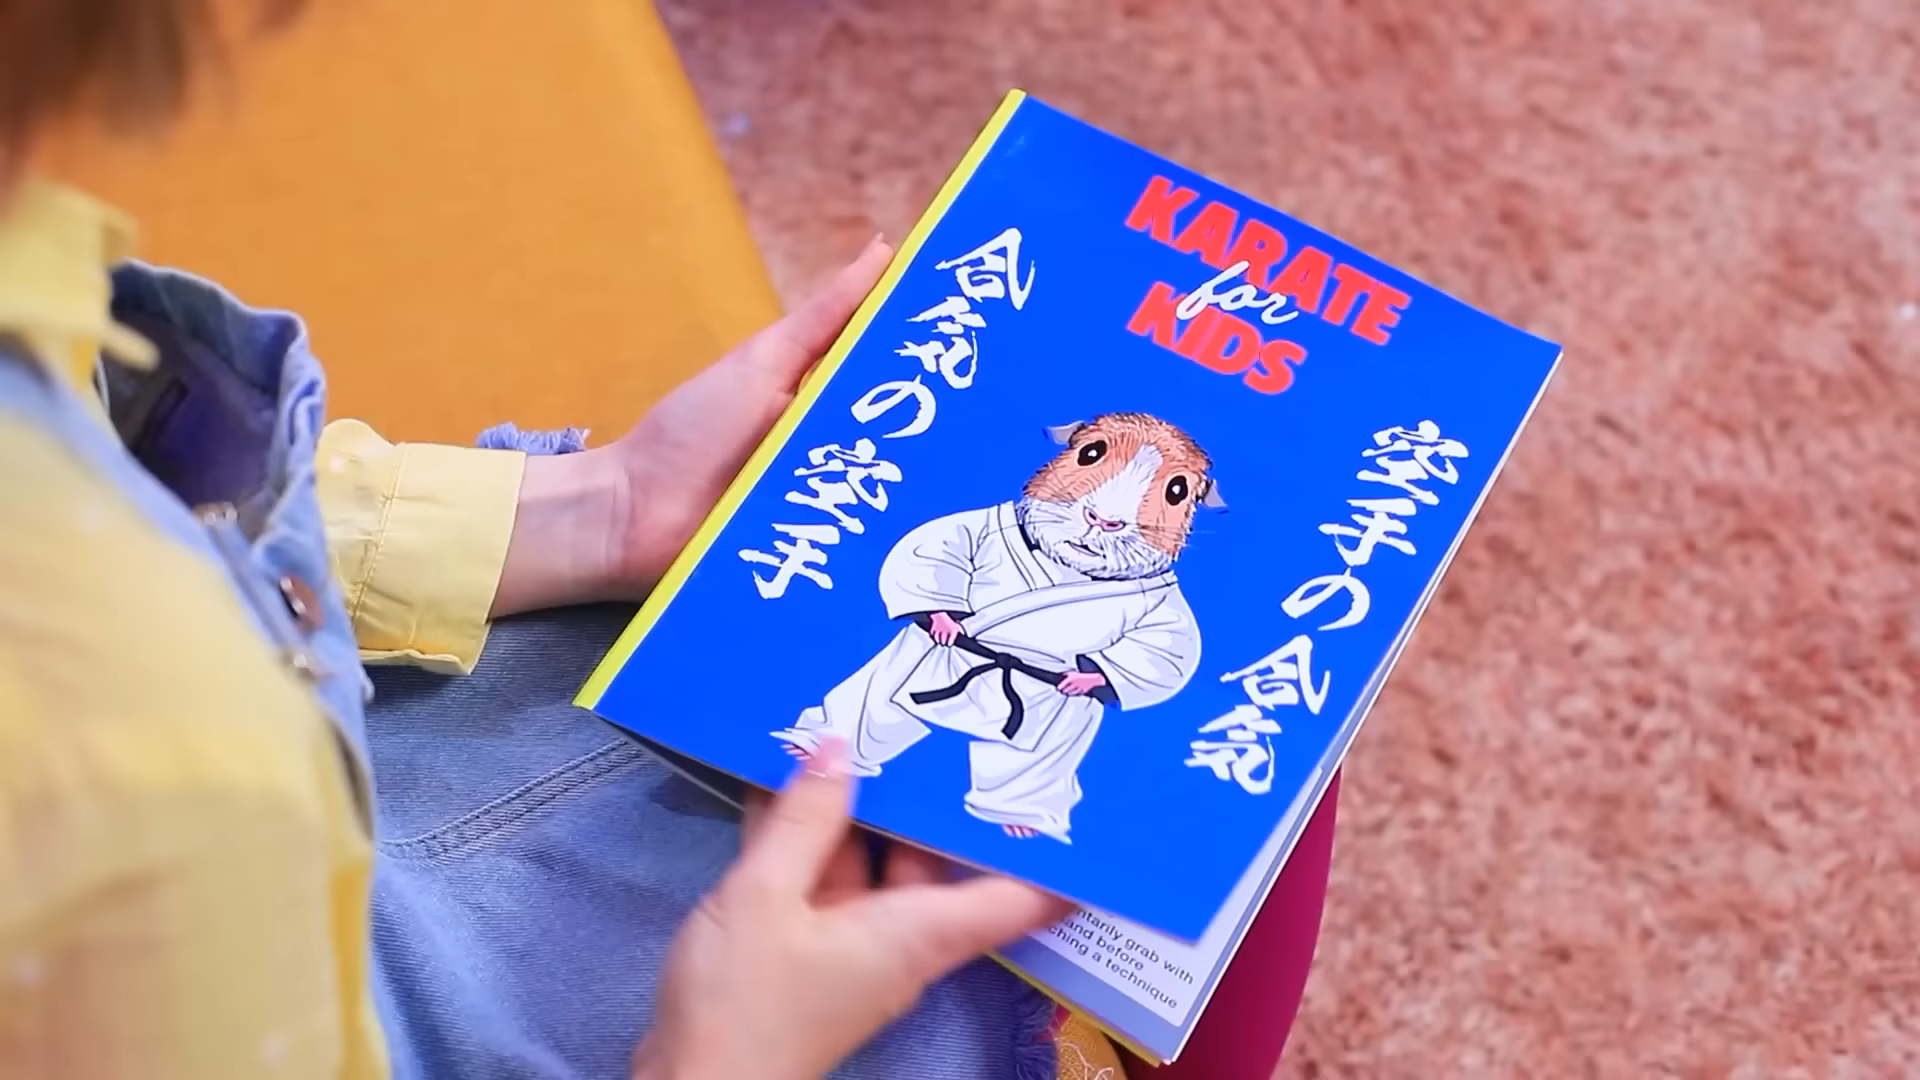 KARATE
for
KIDS
合気の空手
空手の合気
ntarily grab with
and before
ching a technique